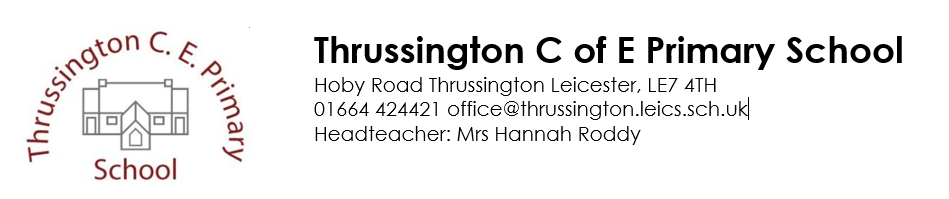 Thrussington C. E. Primary
School
Thrussington C of E Primary School
Hoby Road Thrussington Leicester, LE7 4TH
01664 424421 office@thrussington.leics.sch.uk
Headteacher: Mrs Hannah Roddy